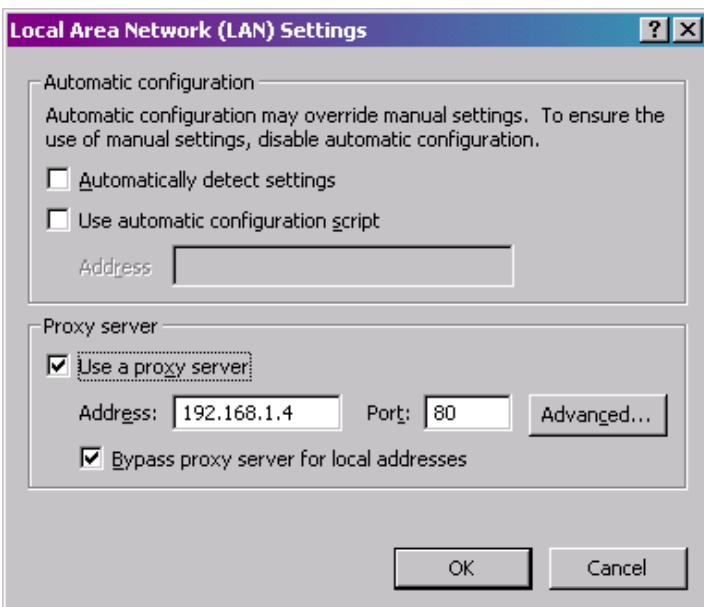 Local Area Network (LAN) Settings
Automatic configuration
Automatic configuration may override manual settings. To ensure the
use of manual settings, disable automatic configuration.
Automatically detect settings
Use automatic configuration script
Address
Proxy server
Use a proxy server
Address: 192.168.1.4 Port: 80 Advanced...
Bypass proxy server for local addresses
OK Cancel